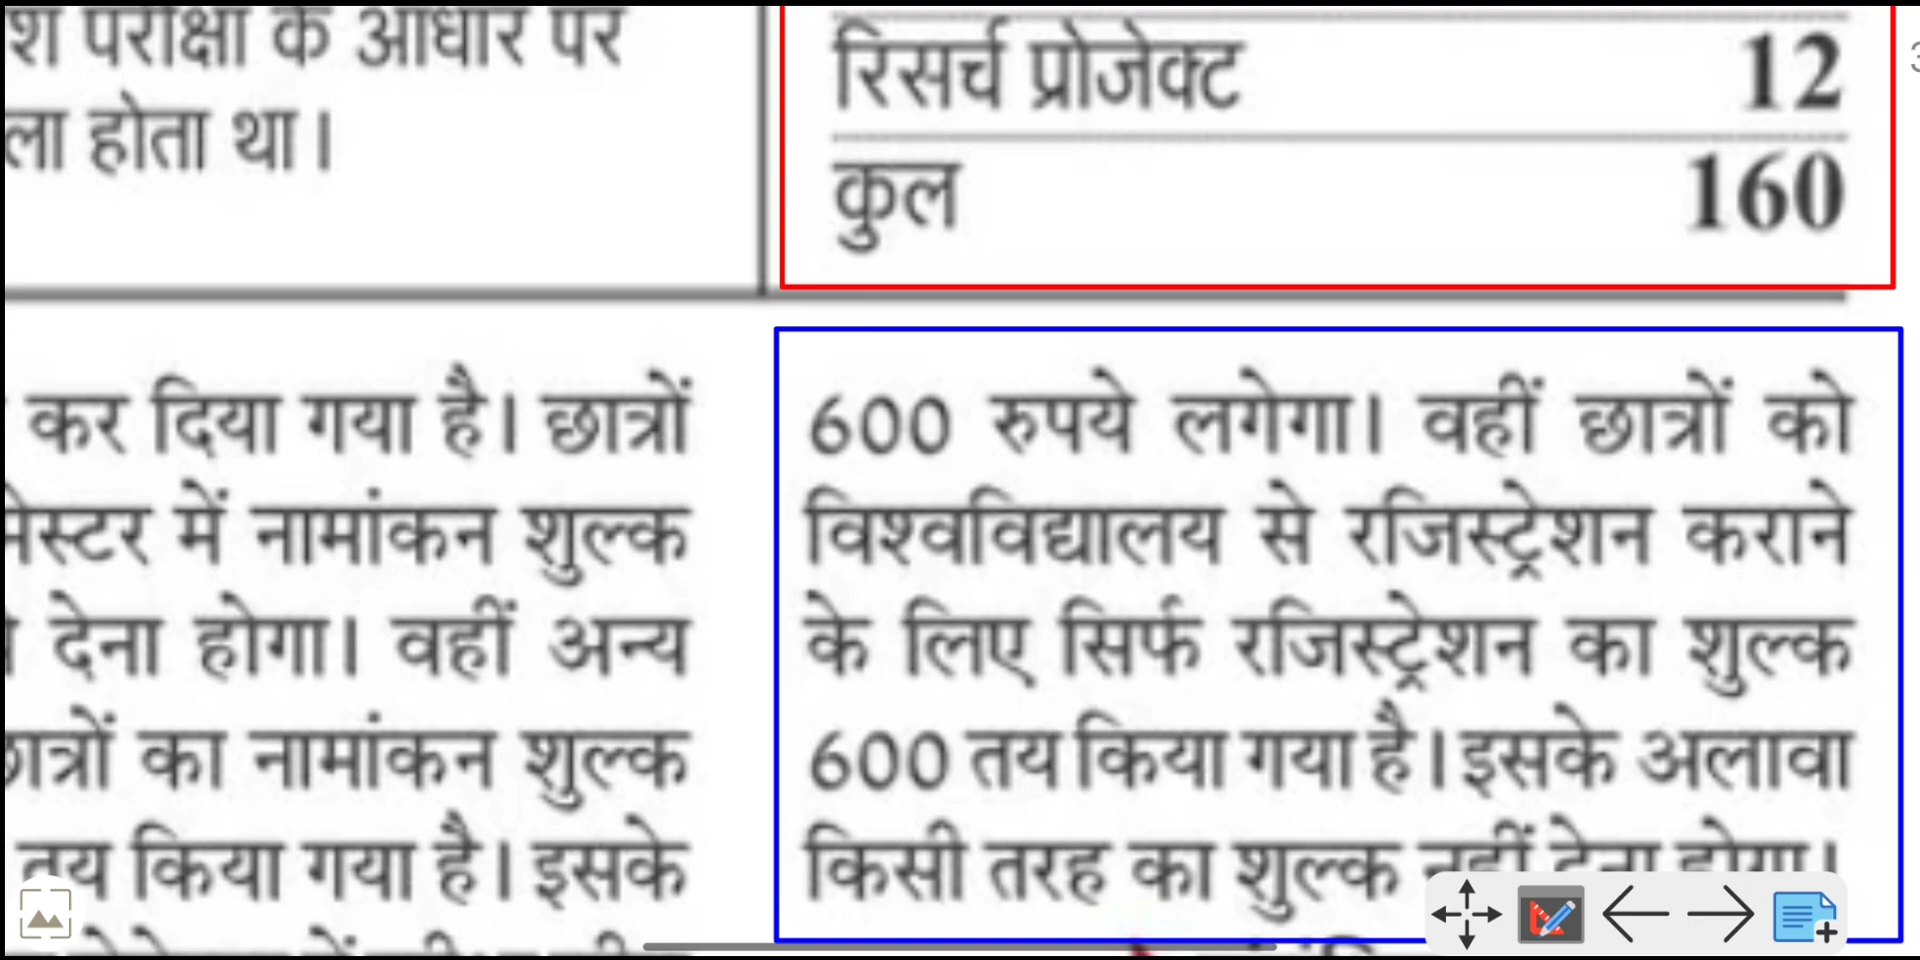 परीक्षा के आधार पर
होता था।
रिसर्च प्रोजेक्ट 12
कुल 160
कर दिया गया है। छात्रों
में नामांकन शुल्क
देना होगा। वहीं अन्य
छात्रों का नामांकन शुल्क
तय किया गया है। इसके
600 रुपये लगेगा। वहीं छात्रों को
विश्वविद्यालय से रजिस्ट्रेशन कराने
के लिए सिर्फ रजिस्ट्रेशन का शुल्क
600 तय किया गया है। इसके अलावा
किसी तरह का शुल्क नहीं देना होगा।